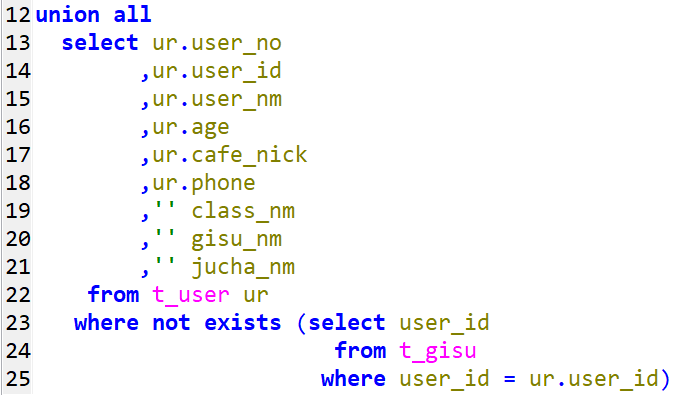 12 union all
13   select ur.user_no
14         ,ur.user_id
15         ,ur.user_nm
16         ,ur.age
17         ,ur.cafe_nick
18         ,ur.phone
19         ,'' class_nm
20         ,'' gisu_nm
21         ,'' jucha_nm
22     from t_user ur
23    where not exists (select user_id
24                        from t_gisu
25                       where user_id = ur.user_id)